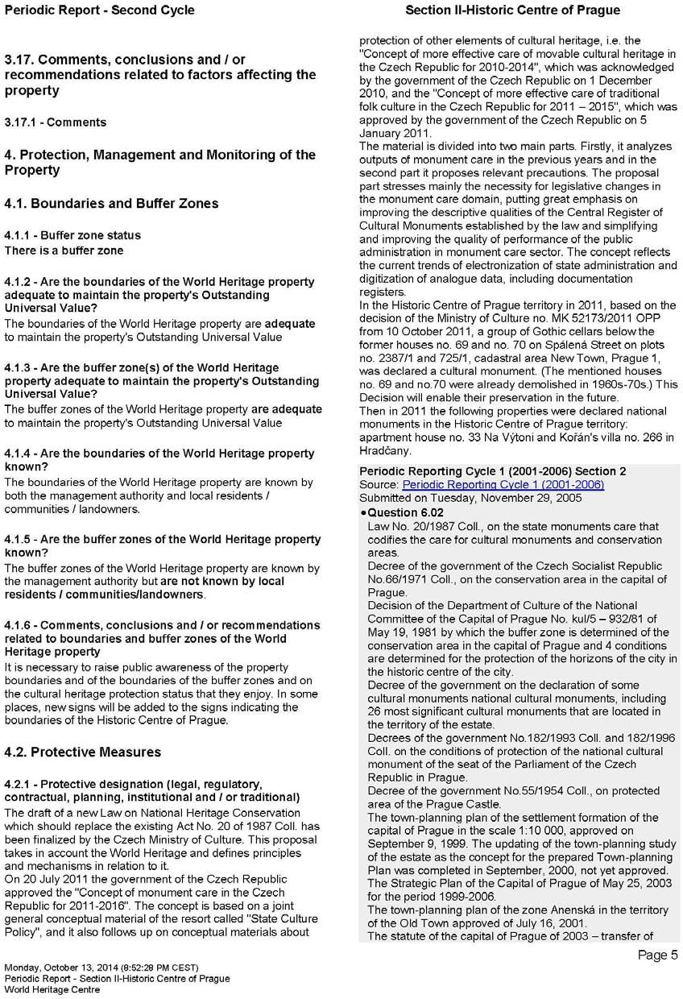 Periodic Report - Second Cycle
Section II-Historic Centre of Prague
3.17. Comments, conclusions and / or
recommendations related to factors affecting the
property
3.17.1 - Comments
4. Protection, Management and Monitoring of the
Property
4.1. Boundaries and Buffer Zones
4.1.1 - Buffer zone status
There is a buffer zone
4.1.2 - Are the boundaries of the World Heritage property
adequate to maintain the property's Outstanding
Universal Value?
The boundaries of the World Heritage property are adequate
to maintain the property's Outstanding Universal Value
4.1.3 - Are the buffer zone(s) of the World Heritage
property adequate to maintain the property's Outstanding
Universal Value?
The buffer zones of the World Heritage property are adequate
to maintain the property's Outstanding Universal Value
4.1.4 - Are the boundaries of the World Heritage property
known?
The boundaries of the World Heritage property are known by
both the management authority and local residents /
communities / landowners.
4.1.5 - Are the buffer zones of the World Heritage property
known?
The buffer zones of the World Heritage property are known by
the management authority but are not known by local
residents / communities/landowners.
4.1.6 - Comments, conclusions and / or recommendations
related to boundaries and buffer zones of the World
Heritage property
It is necessary to raise public awareness of the property
boundaries and of the boundaries of the buffer zones and on
the cultural heritage protection status that they enjoy. In some
places, new signs will be added to the signs indicating the
boundaries of the Historic Centre of Prague.
4.2. Protective Measures
4.2.1 - Protective designation (legal, regulatory,
contractual, planning, institutional and / or traditional)
The draft of a new Law on National Heritage Conservation
which should replace the existing Act No. 20 of 1987 Coll. has
been finalized by the Czech Ministry of Culture. This proposal
takes in account the World Heritage and defines principles
and mechanisms in relation to it.
On 20 July 2011 the government of the Czech Republic
approved the "Concept of monument care in the Czech
Republic for 2011-2016". The concept is based on a joint
general conceptual material of the resort called "State Culture
Policy", and it also follows up on conceptual materials about
protection of other elements of cultural heritage, i.e. the
"Concept of more effective care of movable cultural heritage in
the Czech Republic for 2010-2014", which was acknowledged
by the government of the Czech Republic on 1 December
2010, and the "Concept of more effective care of traditional
folk culture in the Czech Republic for 2011 – 2015", which was
approved by the government of the Czech Republic on 5
January 2011.
The material is divided into two main parts. Firstly, it analyzes
outputs of monument care in the previous years and in the
second part it proposes relevant precautions. The proposal
part stresses mainly the necessity for legislative changes in
the monument care domain, putting great emphasis on
improving the descriptive qualities of the Central Register of
Cultural Monuments established by the law and simplifying
and improving the quality of performance of the public
administration in monument care sector. The concept reflects
the current trends of electronization of state administration and
digitization of analogue data, including documentation
registers.
In the Historic Centre of Prague territory in 2011, based on the
decision of the Ministry of Culture no. MK 52173/2011 OPP
from 10 October 2011, a group of Gothic cellars below the
former houses no. 69 and no. 70 on Spálená Street on plots
no. 2387/1 and 725/1, cadastral area New Town, Prague 1,
was declared a cultural monument. (The mentioned houses
no. 69 and no.70 were already demolished in 1960s-70s.) This
Decision will enable their preservation in the future.
Then in 2011 the following properties were declared national
monuments in the Historic Centre of Prague territory:
apartment house no. 33 Na Výtoni and Kořán's villa no. 266 in
Hradčany.
Periodic Reporting Cycle 1 (2001-2006) Section 2
Source: Periodic Reporting Cycle 1 (2001-2006)
Submitted on Tuesday, November 29, 2005
●Question 6.02
Law No. 20/1987 Coll., on the state monuments care that
codifies the care for cultural monuments and conservation
areas.
Decree of the government of the Czech Socialist Republic
No.66/1971 Coll., on the conservation area in the capital of
Prague.
Decision of the Department of Culture of the National
Committee of the Capital of Prague No. kul/5 – 932/81 of
May 19, 1981 by which the buffer zone is determined of the
conservation area in the capital of Prague and 4 conditions
are determined for the protection of the horizons of the city in
the historic centre of the city.
Decree of the government on the declaration of some
cultural monuments national cultural monuments, including
26 most significant cultural monuments that are located in
the territory of the estate.
Decrees of the government No.182/1993 Coll. and 182/1996
Coll. on the conditions of protection of the national cultural
monument of the seat of the Parliament of the Czech
Republic in Prague.
Decree of the government No.55/1954 Coll., on protected
area of the Prague Castle.
The town-planning plan of the settlement formation of the
capital of Prague in the scale 1:10 000, approved on
September 9, 1999. The updating of the town-planning study
of the estate as the concept for the prepared Town-planning
Plan was completed in September, 2000, not yet approved.
The Strategic Plan of the Capital of Prague of May 25, 2003
for the period 1999-2006.
The town-planning plan of the zone Anenská in the territory
of the Old Town approved of July 16, 2001.
The statute of the capital of Prague of 2003 – transfer of
Page 5
Monday, October 13, 2014 (8:52:28 PM CEST)
Periodic Report - Section II-Historic Centre of Prague
World Heritage Centre